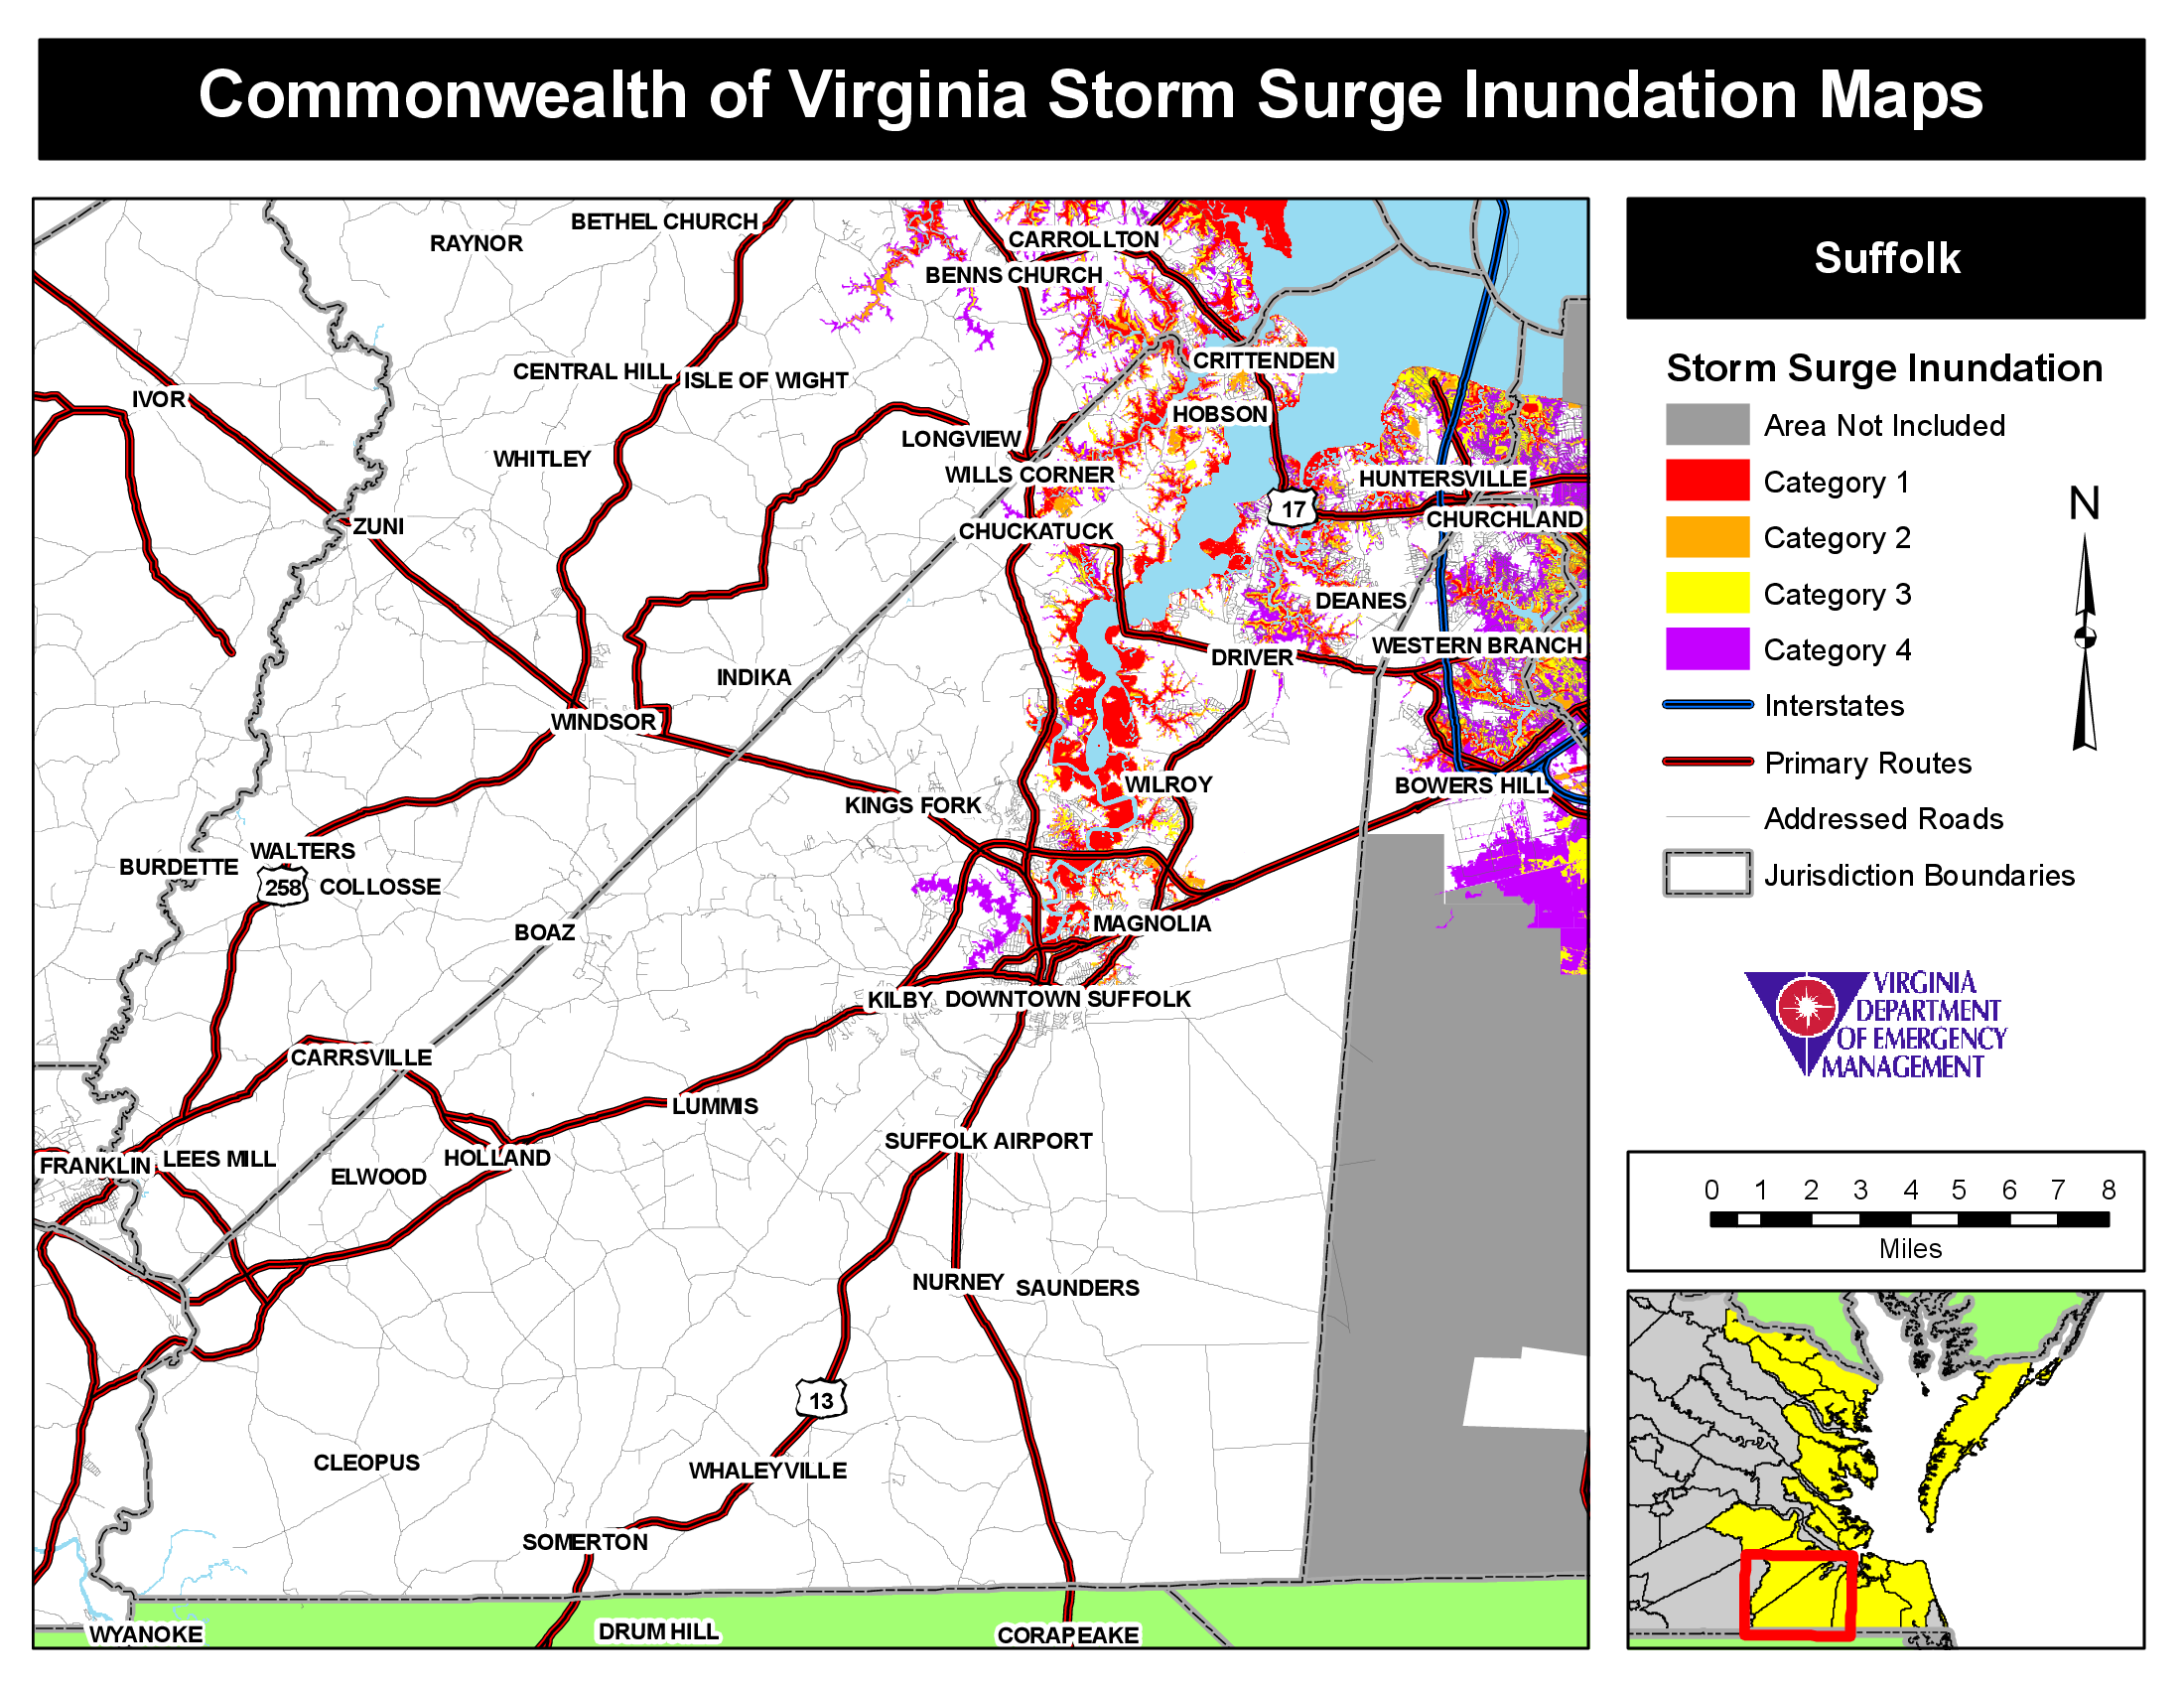 Commonwealth of Virginia Storm Surge Inundation Maps
Suffolk
Storm Surge Inundation
Area Not Included
Category 1
Category 2
Category 3
Category 4
Interstates
Primary Routes
Addressed Roads
Jurisdiction Boundaries
N
VIRGINIA
DEPARTMENT
OF EMERGENCY
MANAGEMENT
0 1 2 3 4 5 6 7 8
Miles
BETHEL CHURCH
RAYNOR
CARROLLTON
BENNS CHURCH
CRITTENDEN
CENTRAL HILL
ISLE OF WIGHT
IVOR
HOBSON
LONGVIEW
WHITLEY
WILLS CORNER
HUNTERSVILLE
17
CHURCHLAND
ZUNI
CHUCKATUCK
DEANES
WESTERN BRANCH
DRIVER
INDIKA
WINDSOR
WILROY
BOWERS HILL
KINGS FORK
WALTERS
BURDETTE
258
COLLOSSE
MAGNOLIA
BOAZ
KILBY
DOWNTOWN SUFFOLK
CARRSVILLE
LUMMIS
SUFFOLK AIRPORT
FRANKLIN
LEES MILL
HOLLAND
ELWOOD
NURNEY
SAUNDERS
13
CLEOPUS
WHALEYVILLE
SOMERTON
WYANOKE
DRUM HILL
CORAPEAKE